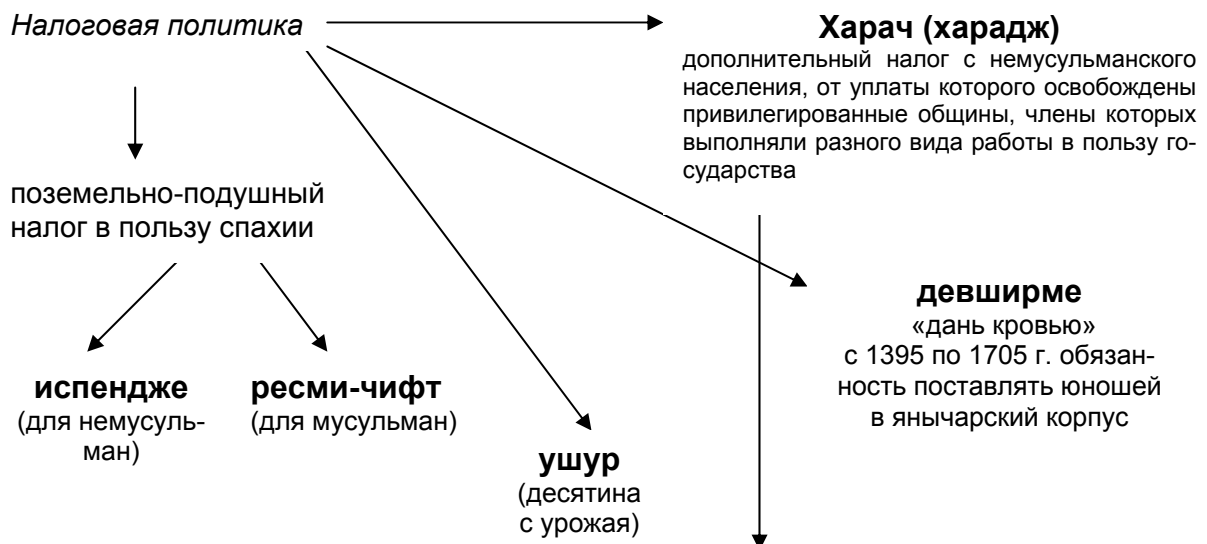 Налоговая политика
Харач (харадж)
дополнительный налог с немусульманского
населения, от уплаты которого освобождены
привилегированные общины, члены которых
выполняли разного вида работы в пользу го-
сударства
поземельно-подушный
налог в пользу спахии
девширме
«дань кровью»
с 1395 по 1705 г. обязан-
ность поставлять юношей
в янычарский корпус
испендже
(для немусуль-
ман)
ресми-чифт
(для мусульман)
ушур
(десятина
с урожая)